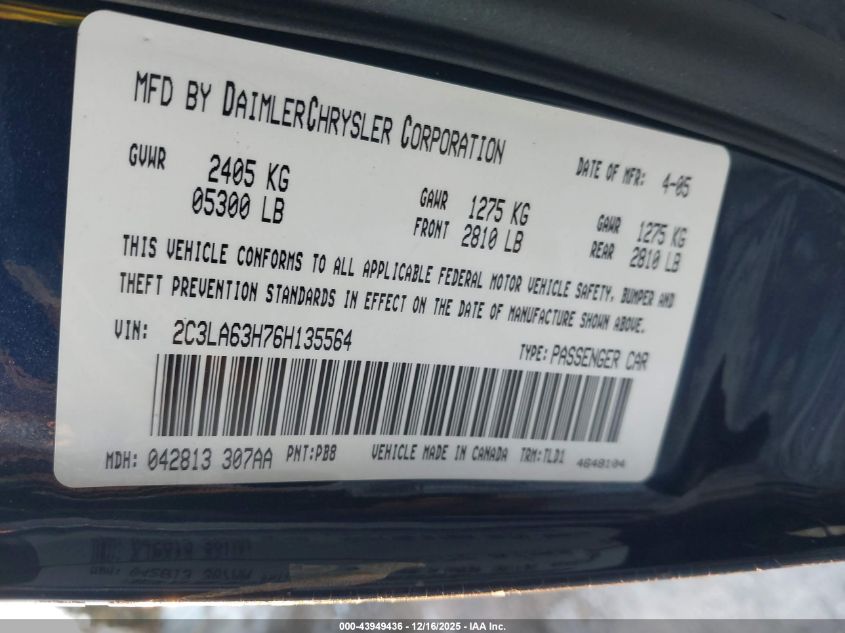 MFD BY DAIMLERCHRYSLER CORPORATION
DATE OF MFR: 4-05
GVWR 2405 KG
05300 LB
GAWR FRONT 1275 KG
2810 LB
GAWR REAR 1275 KG
2810 LB
THIS VEHICLE CONFORMS TO ALL APPLICABLE FEDERAL MOTOR VEHICLE SAFETY, BUMPER AND
THEFT PREVENTION STANDARDS IN EFFECT ON THE DATE OF MANUFACTURE SHOWN ABOVE.
VIN: 2C3LA63H76H135564
TYPE: PASSENGER CAR
MDH: 042813 307AA PNT:PB8 VEHICLE MADE IN CANADA TRM:TLD1 4648104
000-43949436 - 12/16/2025 - IAA Inc.